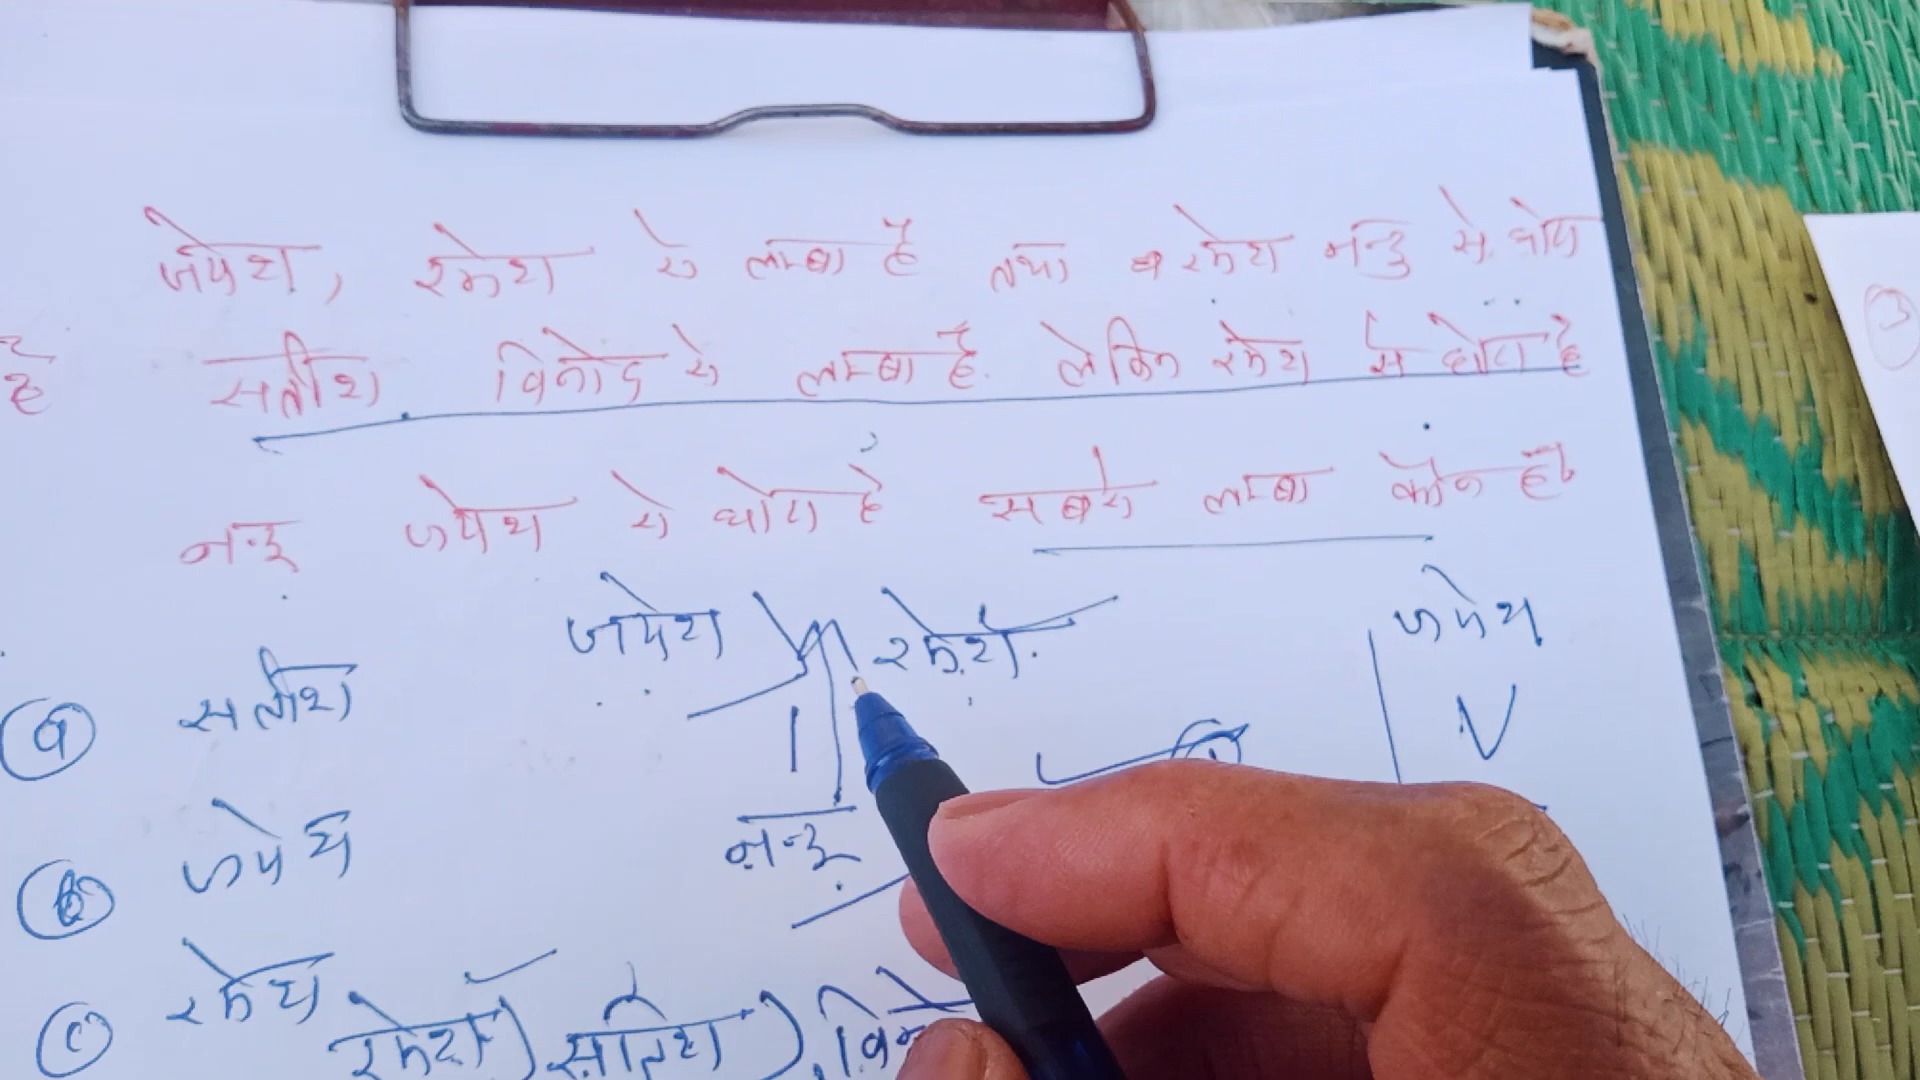 जयेश, रमेश से लम्बा है तथा रमेश नन्दु से छोटा
है सतीश विनोद से लम्बा है. लेकिन रमेश से छोटा है
नन्दु जयेश से छोटा है सबसे लम्बा कौन है?
जयेश रमेश जयेश
a सतीश
नन्दु
b जयेश
c रमेश
रमेश > सतिश >